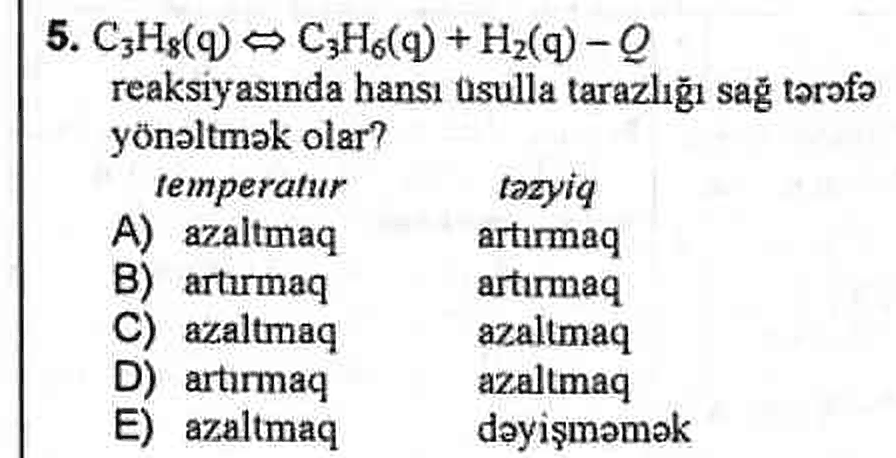 5. C₃H₈(q) ⇔ C₃H₆(q) + H₂(q) – Q
reaksiyasında hansı üsulla tarazlığı sağ tərəfə
yönəltmək olar?
temperatur təzyiq
A) azaltmaq artırmaq
B) artırmaq artırmaq
C) azaltmaq azaltmaq
D) artırmaq azaltmaq
E) azaltmaq dəyişməmək